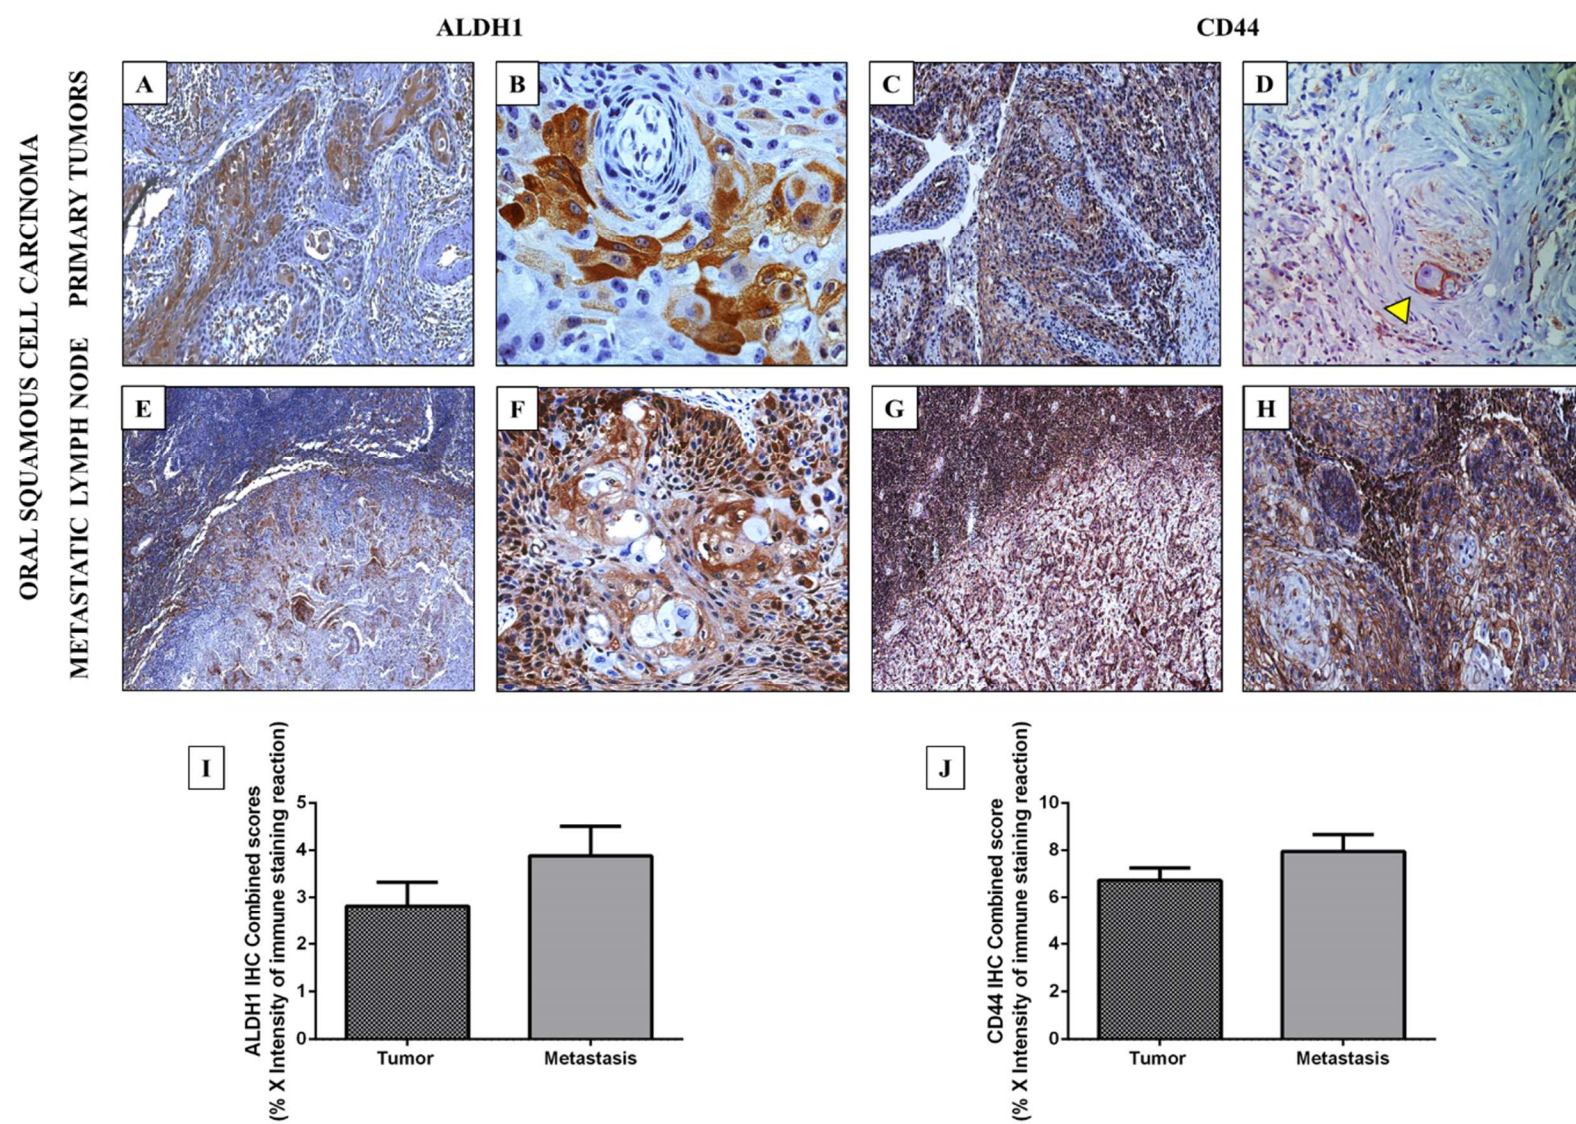 ALDH1
CD44
ORAL SQUAMOUS CELL CARCINOMA
PRIMARY TUMORS
METASTATIC LYMPH NODE
A
B
C
D
E
F
G
H
I
ALDH1 IHC Combined scores
(% X Intensity of immune staining reaction)
5
4
3
2
1
0
Tumor
Metastasis
J
CD44 IHC Combined score
(% X Intensity of immune staining reaction)
10
8
6
4
2
0
Tumor
Metastasis